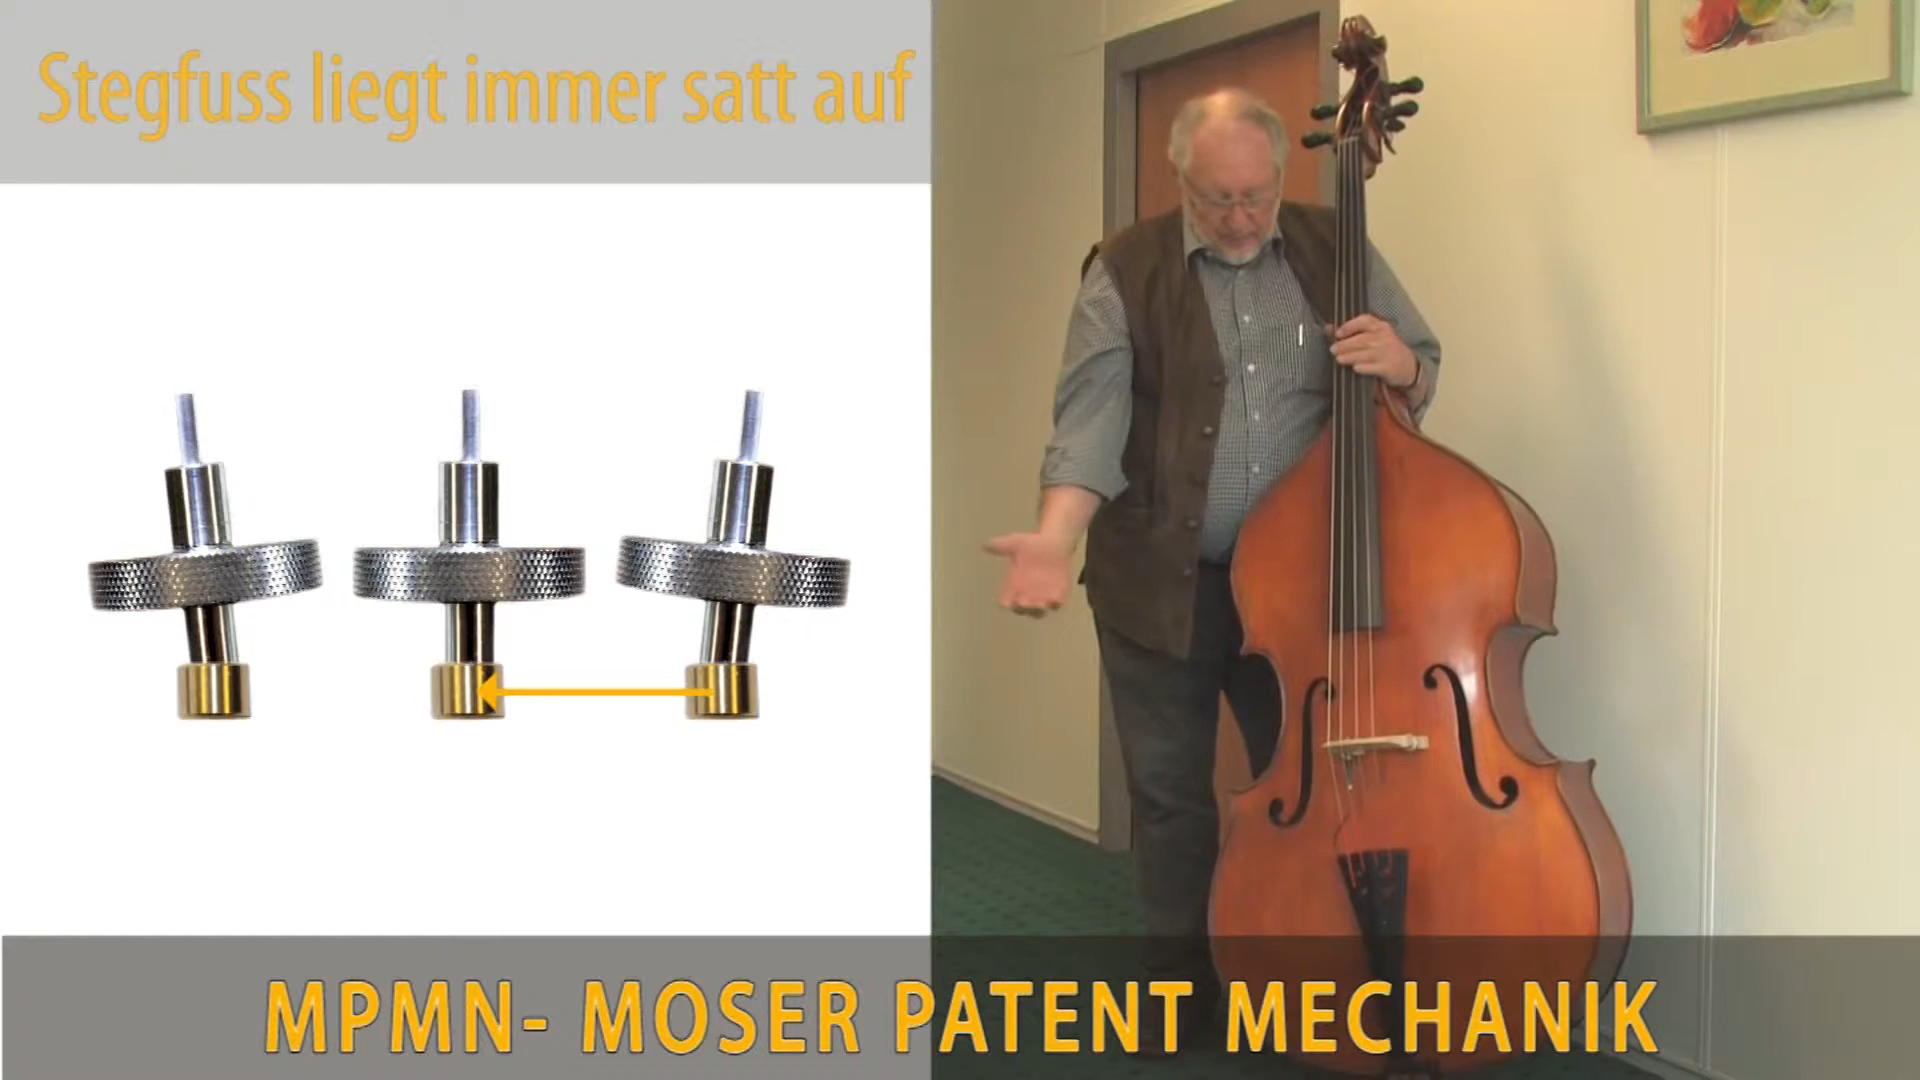 Stegfuss liegt immer satt auf
MPMN- MOSER PATENT MECHANIK